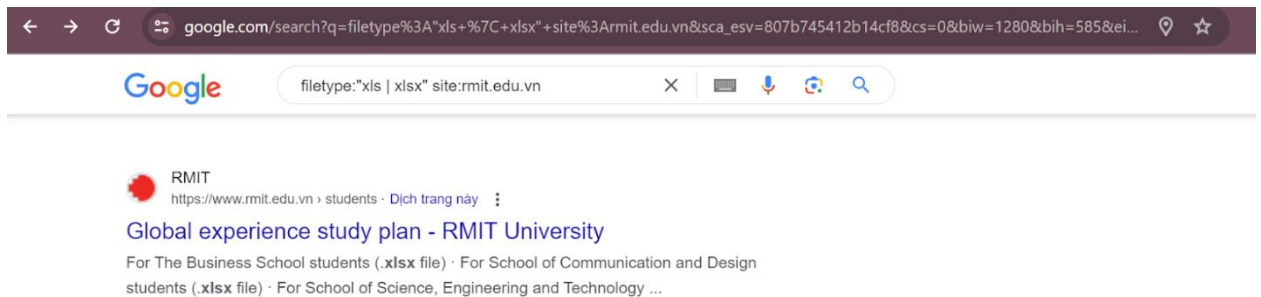 google.com/search?q=filetype%3A"xls+%7C+xlsx"+site%3Armit.edu.vn&sca_esv=807b745412b14cf8&cs=0&biw=1280&bih=585&ei...
Google
filetype:"xls | xlsx" site:rmit.edu.vn
RMIT
https://www.rmit.edu.vn › students · Dịch trang này
Global experience study plan - RMIT University
For The Business School students (.xlsx file) · For School of Communication and Design
students (.xlsx file) · For School of Science, Engineering and Technology ...